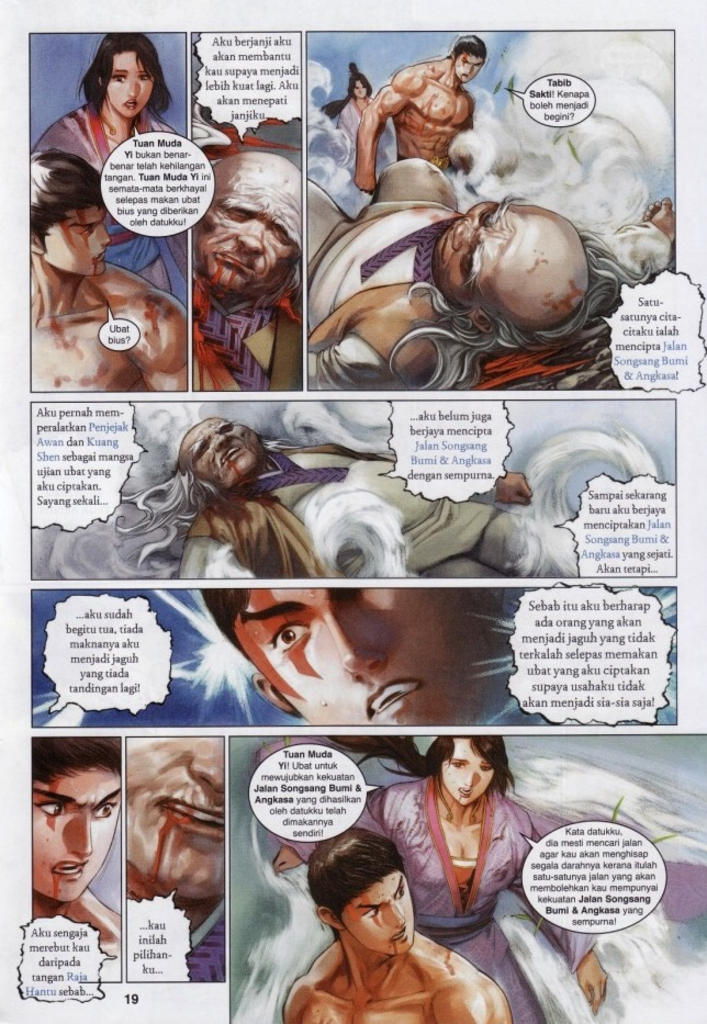 Tuan Muda
Yi bukan benar-
benar telah kehilangan
tangan. Tuan Muda Yi ini
semata-mata berkhayal
selepas makan ubat
bius yang diberikan
oleh datukku!
Ubat
bius?
Aku berjanji aku
akan membantu
kau supaya menjadi
lebih kuat lagi. Aku
akan menepati
janjiku...
Tabib
Sakti! Kenapa
boleh menjadi
begini?
Satu-
satunya cita-
citaku ialah
mencipta Jalan
Songsang Bumi
& Angkasa!
Aku pernah mem-
peralatkan Penjejak
Awan dan Kuang
Shen sebagai mangsa
ujian ubat yang
aku ciptakan.
Sayang sekali...
...aku belum juga
berjaya mencipta
Jalan Songsang
Bumi & Angkasa
dengan sempurna.
Sampai sekarang
baru aku berjaya
menciptakan Jalan
Songsang Bumi &
Angkasa yang sejati.
Akan tetapi...
...aku sudah
begitu tua, tiada
maknanya aku
menjadi jaguh
yang tiada
tandingan lagi!
Sebab itu aku berharap
ada orang yang akan
menjadi jaguh yang tidak
terkalah selepas memakan
ubat yang aku ciptakan
supaya usahaku tidak
akan menjadi sia-sia saja!
Aku sengaja
merebut kau
daripada
tangan Raja
Hantu sebab...
...kau
inilah
pilihan-
ku...
Tuan Muda
Yi! Ubat untuk
mewujubkan kekuatan
Jalan Songsang Bumi &
Angkasa yang dihasilkan
oleh datukku telah
dimakannya
sendiri!
Kata datukku,
dia mesti mencari jalan
agar kau akan menghisap
segala darahnya kerana itulah
satu-satunya jalan yang akan
membolehkan kau mempunyai
kekuatan Jalan Songsang
Bumi & Angkasa yang
sempurna!
19